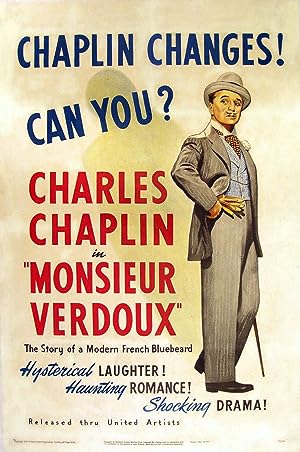 CHAPLIN CHANGES!
CAN YOU?
CHARLES
CHAPLIN
in
"MONSIEUR
VERDOUX"
The Story of a Modern French Bluebeard
Hysterical LAUGHTER!
Haunting ROMANCE!
Shocking DRAMA!
Released thru United Artists